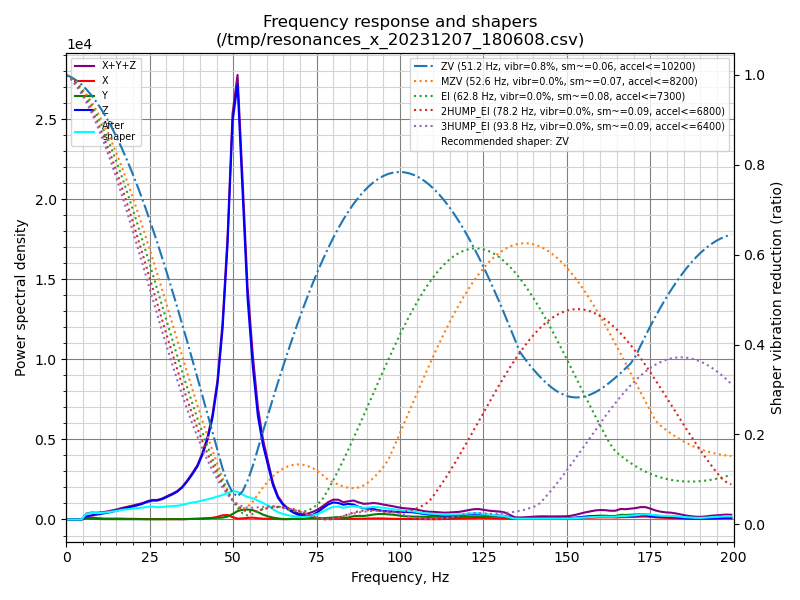 Frequency response and shapers
(/tmp/resonances_x_20231207_180608.csv)
1e4
X+Y+Z
X
Y
Z
After
shaper
ZV (51.2 Hz, vibr=0.8%, sm~=0.06, accel<=10200)
MZV (52.6 Hz, vibr=0.0%, sm~=0.07, accel<=8200)
EI (62.8 Hz, vibr=0.0%, sm~=0.08, accel<=7300)
2HUMP_EI (78.2 Hz, vibr=0.0%, sm~=0.09, accel<=6800)
3HUMP_EI (93.8 Hz, vibr=0.0%, sm~=0.09, accel<=6400)
Recommended shaper: ZV
Power spectral density
2.5
2.0
1.5
1.0
0.5
0.0
1.0
0.8
0.6
0.4
0.2
0.0
Shaper vibration reduction (ratio)
0 25 50 75 100 125 150 175 200
Frequency, Hz